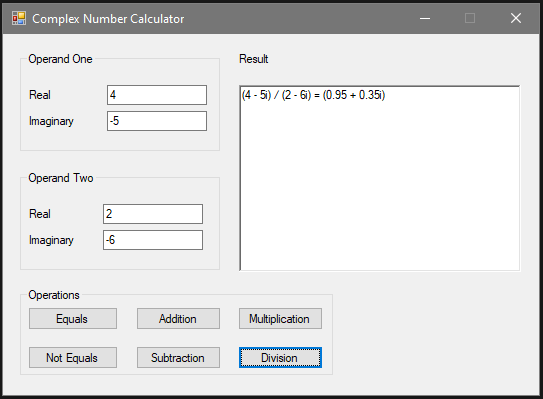 Complex Number Calculator
Operand One
Real
4
Imaginary
-5
Operand Two
Real
2
Imaginary
-6
Result
(4 - 5i) / (2 - 6i) = (0.95 + 0.35i)
Operations
Equals
Addition
Multiplication
Not Equals
Subtraction
Division